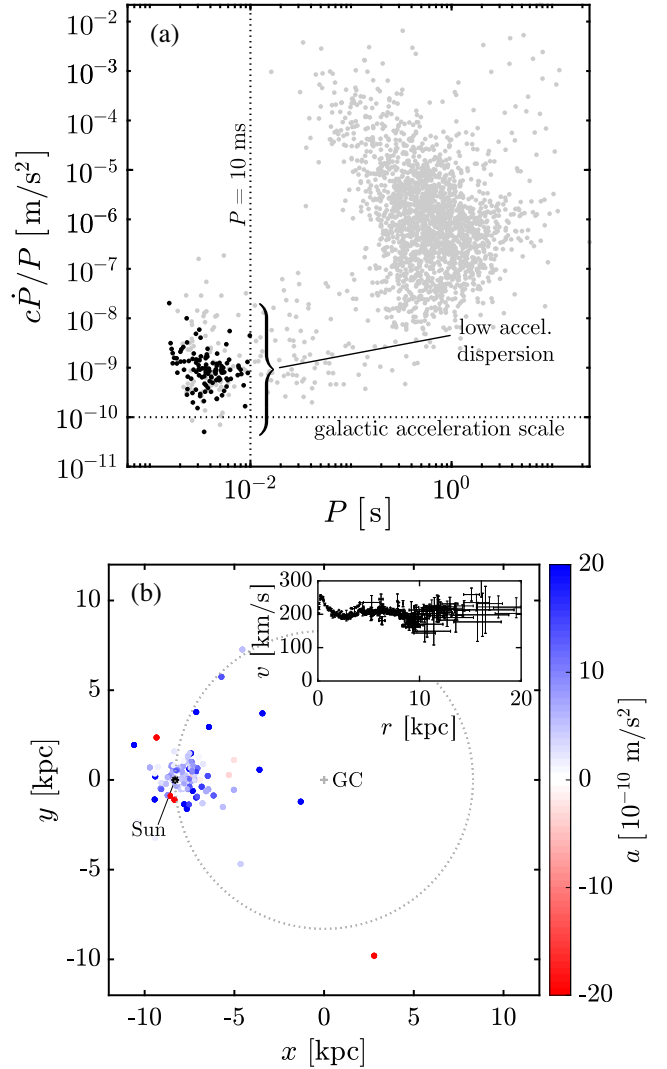 (a)
10^{-2}
10^{-3}
10^{-4}
10^{-5}
10^{-6}
10^{-7}
10^{-8}
10^{-9}
10^{-10}
10^{-11}
cṖ/P [ m/s² ]
P = 10 ms
low accel.
dispersion
galactic acceleration scale
10^{-2}
10^{0}
P [ s ]
(b)
10
5
0
-5
-10
y [kpc]
300
200
100
0
v [km/s]
0
10
20
r [kpc]
GC
Sun
-10
-5
0
5
10
x [kpc]
20
10
0
-10
-20
a [10^{-10} m/s²]